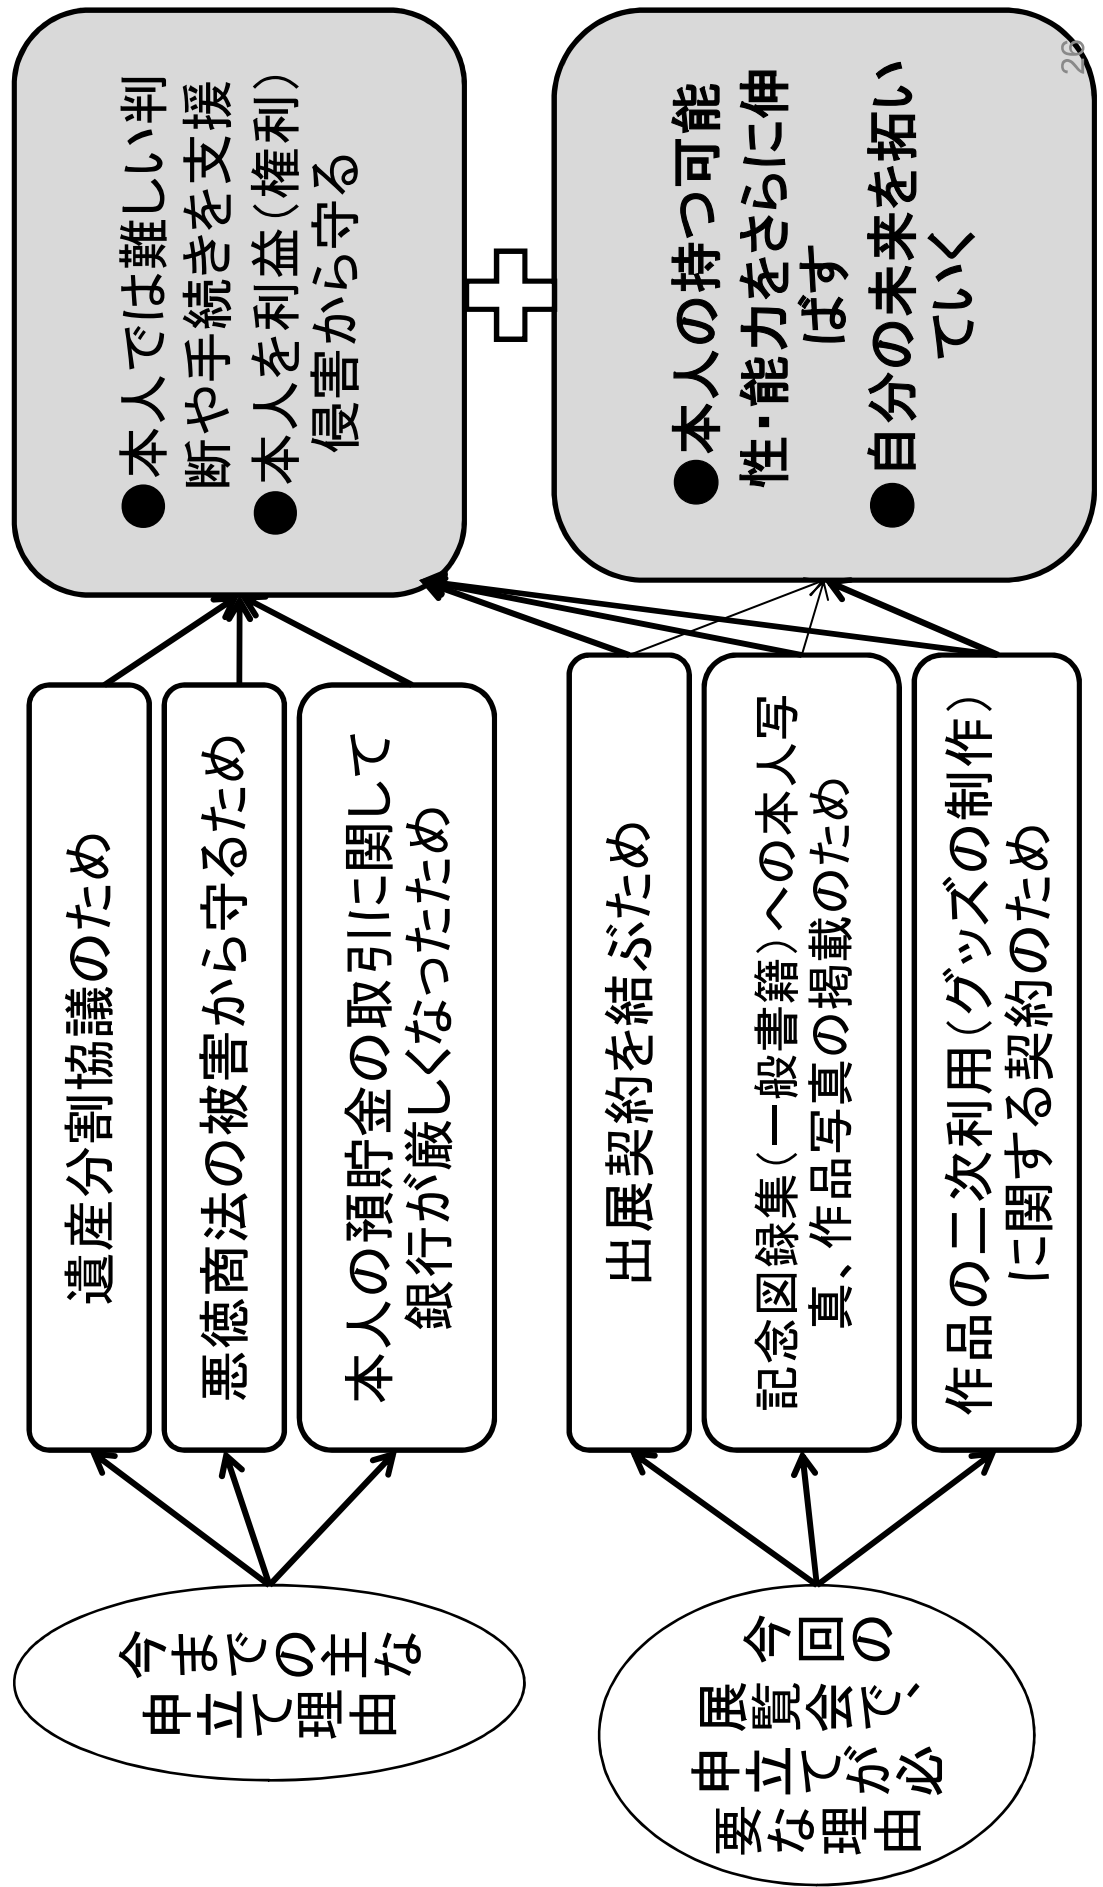 今までの主な
申立て理由
遺産分割協議のため
悪徳商法の被害から守るため
本人の預貯金の取引に関して
銀行が厳しくなったため
●本人では難しい判
断や手続きを支援
●本人を利益（権利）
侵害から守る
今回の
展覧会で、
申立てが必
要な理由
出展契約を結ぶため
記念図録集（一般書籍）への本人写
真、作品写真の掲載のため
作品の二次利用（グッズの制作）
に関する契約のため
●本人の持つ可能
性・能力をさらに伸
ばす
●自分の未来を拓い
ていく
26